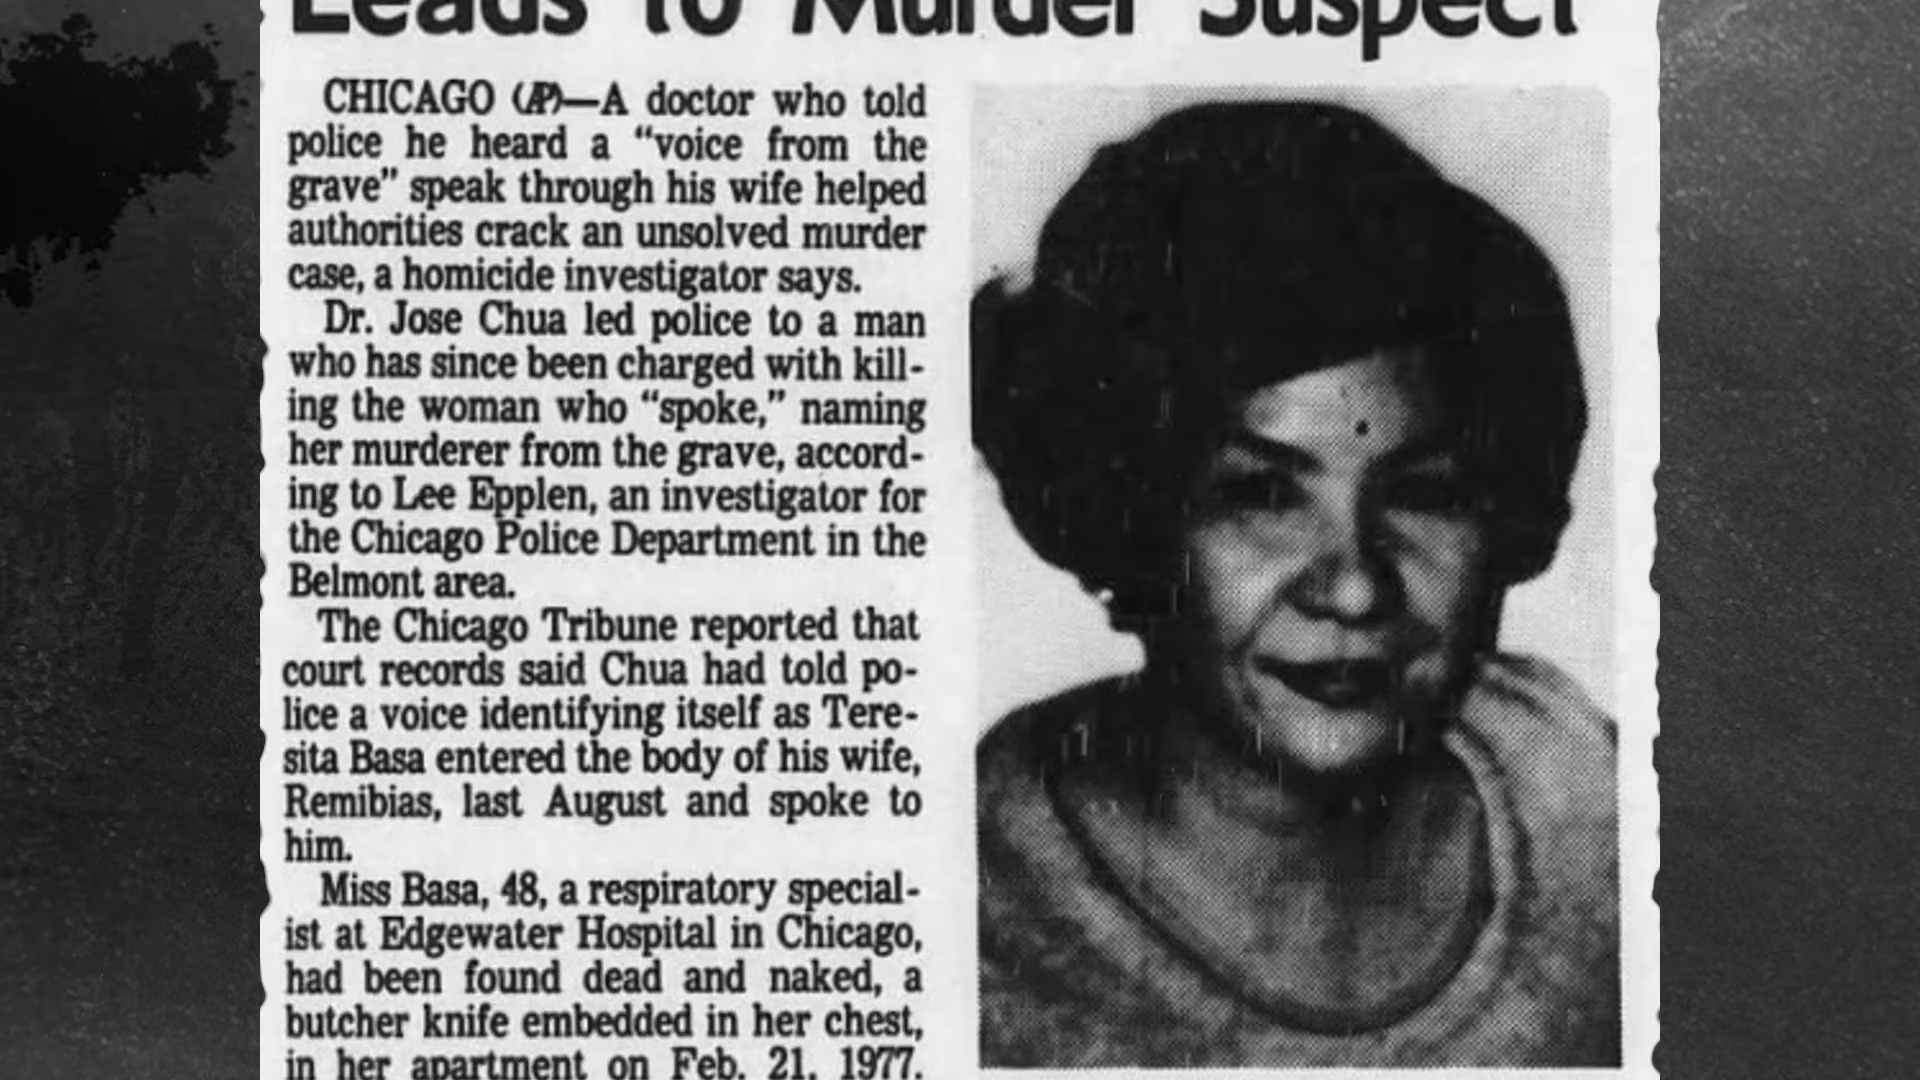 Leads To Murder Suspect
CHICAGO (AP)—A doctor who told
police he heard a “voice from the
grave” speak through his wife helped
authorities crack an unsolved murder
case, a homicide investigator says.
Dr. Jose Chua led police to a man
who has since been charged with kill-
ing the woman who “spoke,” naming
her murderer from the grave, accord-
ing to Lee Epplen, an investigator for
the Chicago Police Department in the
Belmont area.
The Chicago Tribune reported that
court records said Chua had told po-
lice a voice identifying itself as Tere-
sita Basa entered the body of his wife,
Remibias, last August and spoke to
him.
Miss Basa, 48, a respiratory special-
ist at Edgewater Hospital in Chicago,
had been found dead and naked, a
butcher knife embedded in her chest,
in her apartment on Feb. 21, 1977.